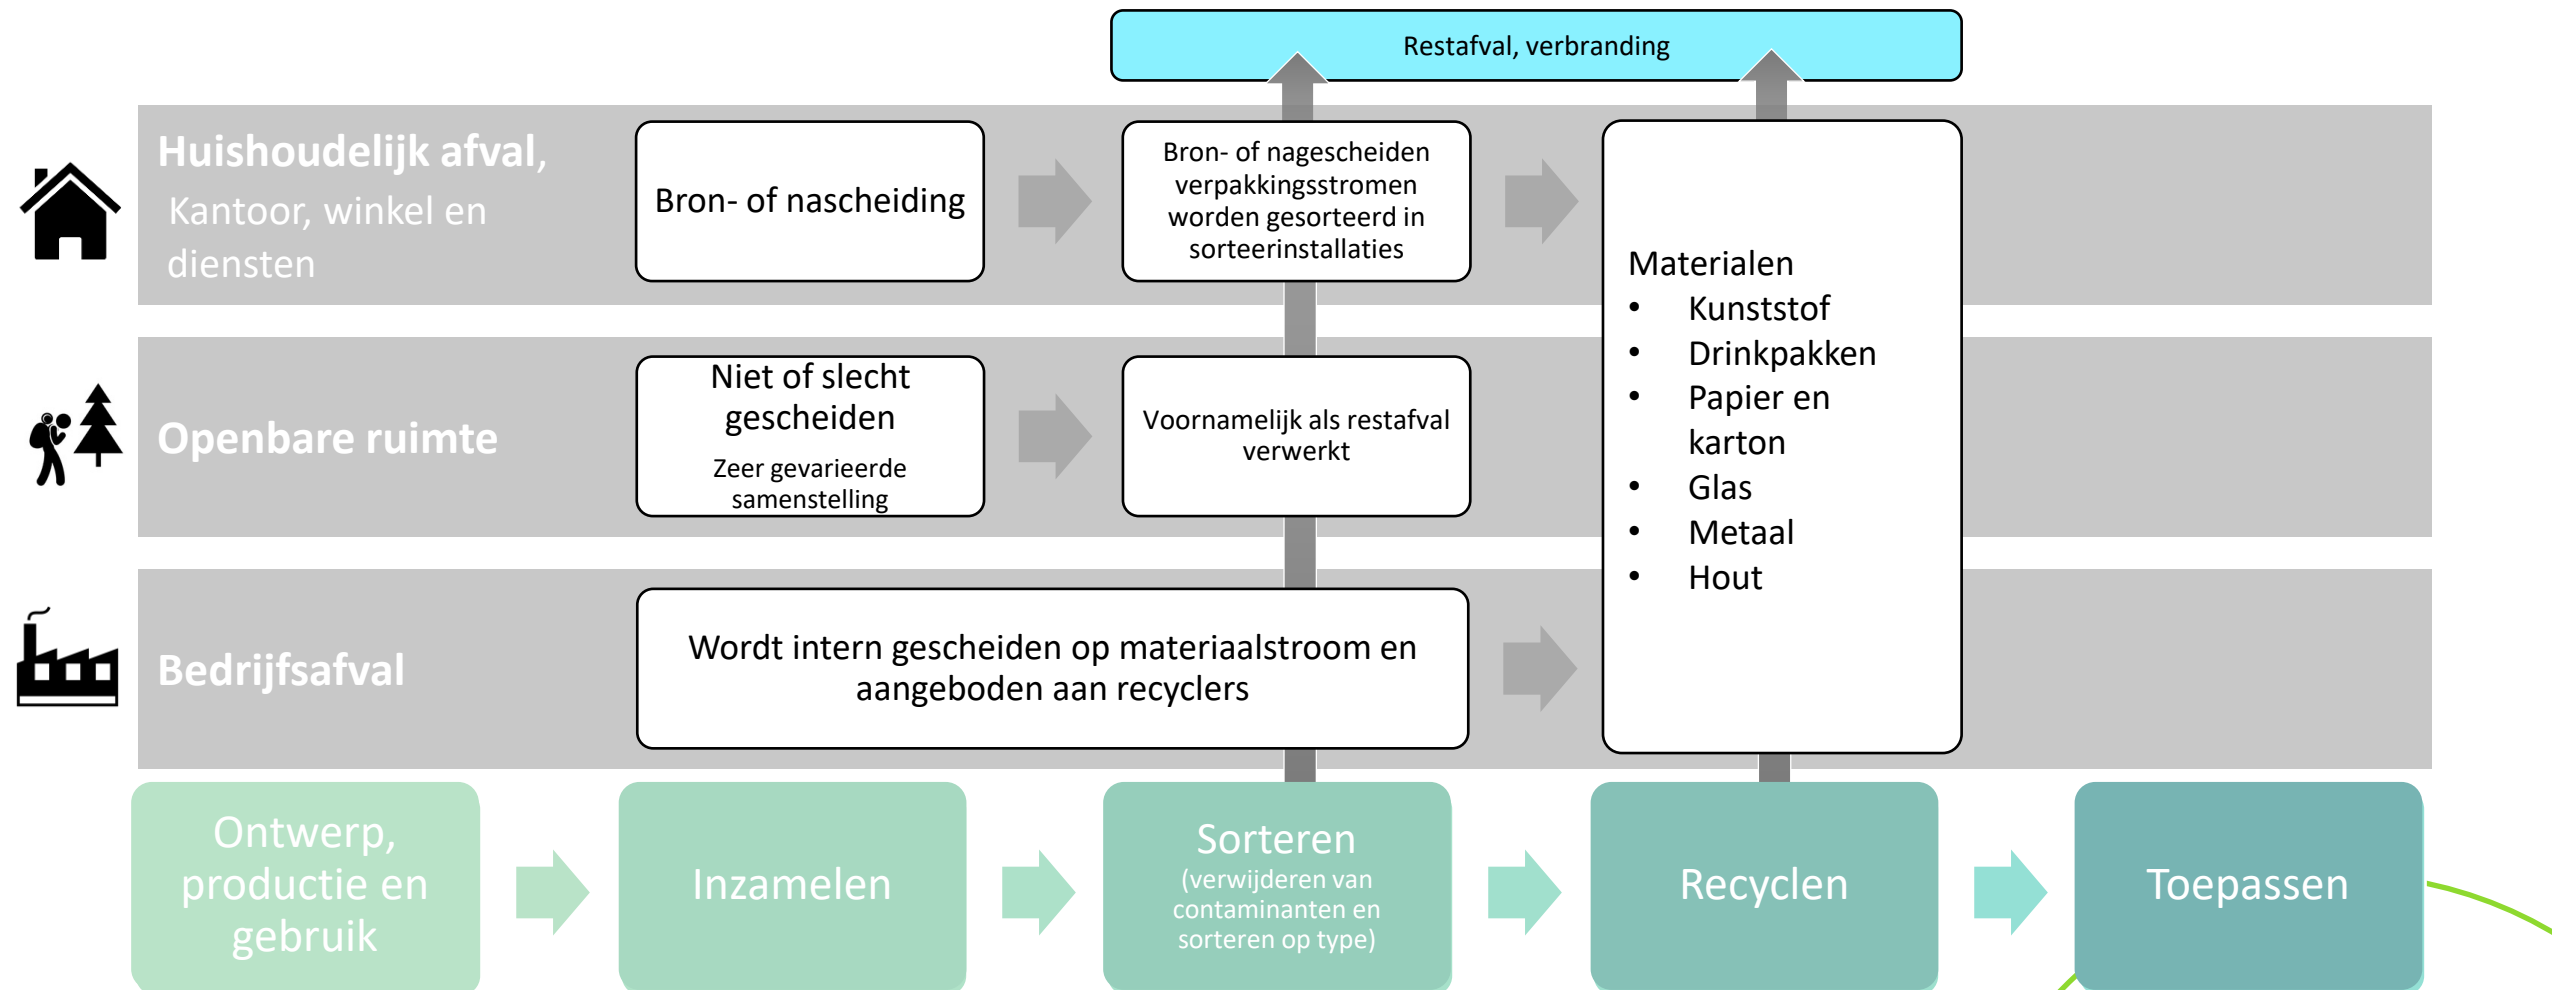 Restafval, verbranding
Huishoudelijk afval,
Kantoor, winkel en
diensten
Bron- of nascheiding
Bron- of nagescheiden
verpakkingsstromen
worden gesorteerd in
sorteerinstallaties
Materialen
• Kunststof
• Drinkpakken
• Papier en
karton
• Glas
• Metaal
• Hout
Openbare ruimte
Niet of slecht
gescheiden
Zeer gevarieerde
samenstelling
Voornamelijk als restafval
verwerkt
Bedrijfsafval
Wordt intern gescheiden op materiaalstroom en
aangeboden aan recyclers
Ontwerp,
productie en
gebruik
Inzamelen
Sorteren
(verwijderen van
contaminanten en
sorteren op type)
Recyclen
Toepassen